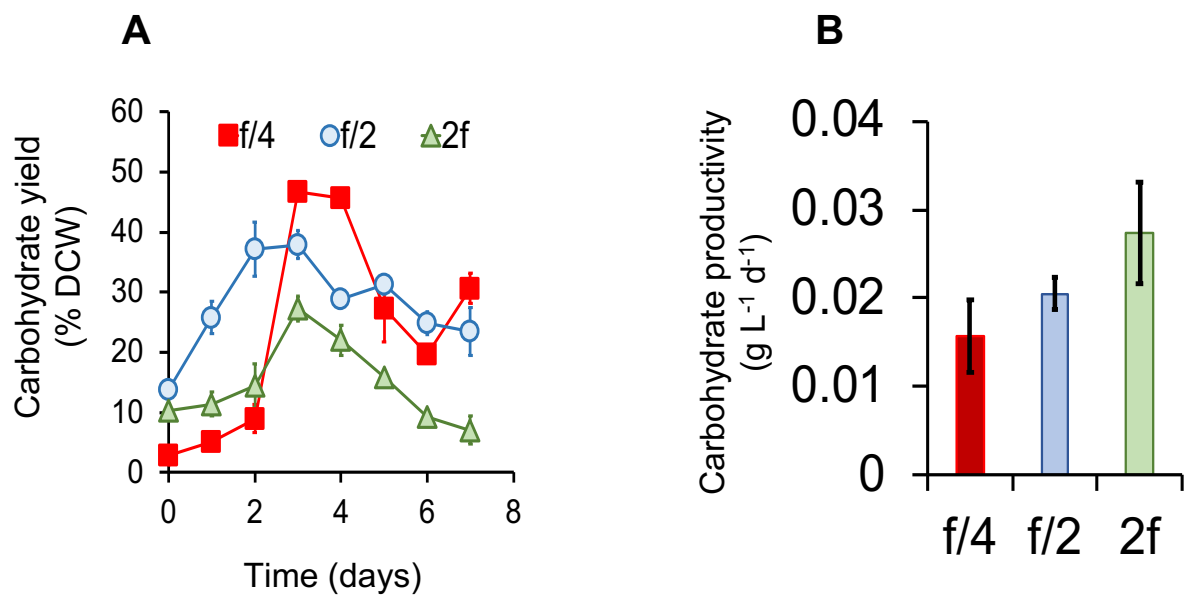 A
Carbohydrate yield
(% DCW)
60
50
40
30
20
10
0
f/4 f/2 2f
0 2 4 6 8
Time (days)
B
Carbohydrate productivity
(g L⁻¹ d⁻¹)
0.04
0.03
0.02
0.01
0
f/4 f/2 2f